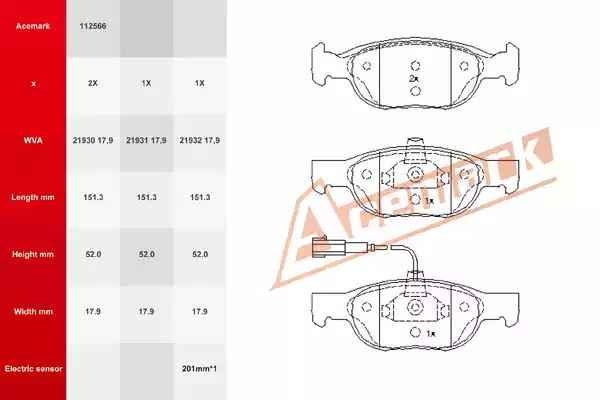 Acemark 112566
x 2X 1X 1X
WVA 21930 17,9 21931 17,9 21932 17,9
Length mm 151.3 151.3 151.3
Height mm 52.0 52.0 52.0
Width mm 17.9 17.9 17.9
Electric sensor 201mm*1
2x
1x
1x
Acemark